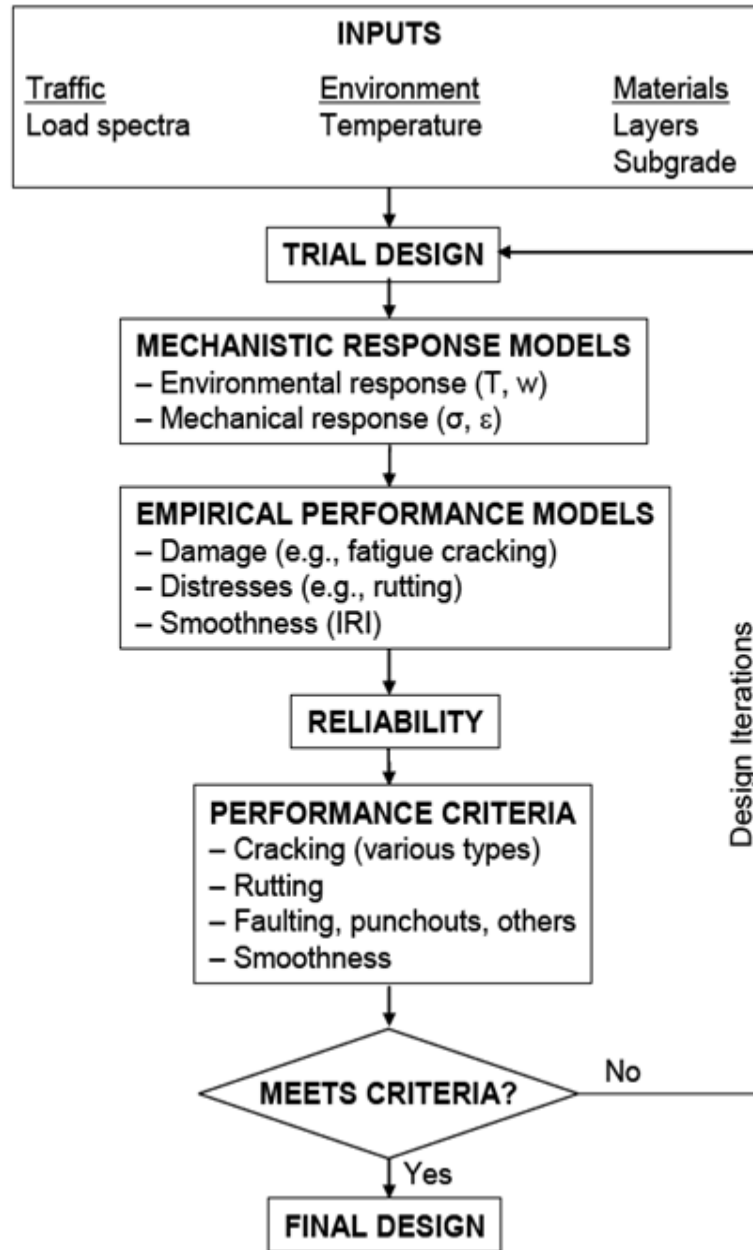 INPUTS
Traffic Environment Materials
Load spectra Temperature Layers
Subgrade
TRIAL DESIGN
MECHANISTIC RESPONSE MODELS
– Environmental response (T, w)
– Mechanical response (σ, ε)
EMPIRICAL PERFORMANCE MODELS
– Damage (e.g., fatigue cracking)
– Distresses (e.g., rutting)
– Smoothness (IRI)
RELIABILITY
PERFORMANCE CRITERIA
– Cracking (various types)
– Rutting
– Faulting, punchouts, others
– Smoothness
MEETS CRITERIA?
No
Design Iterations
Yes
FINAL DESIGN